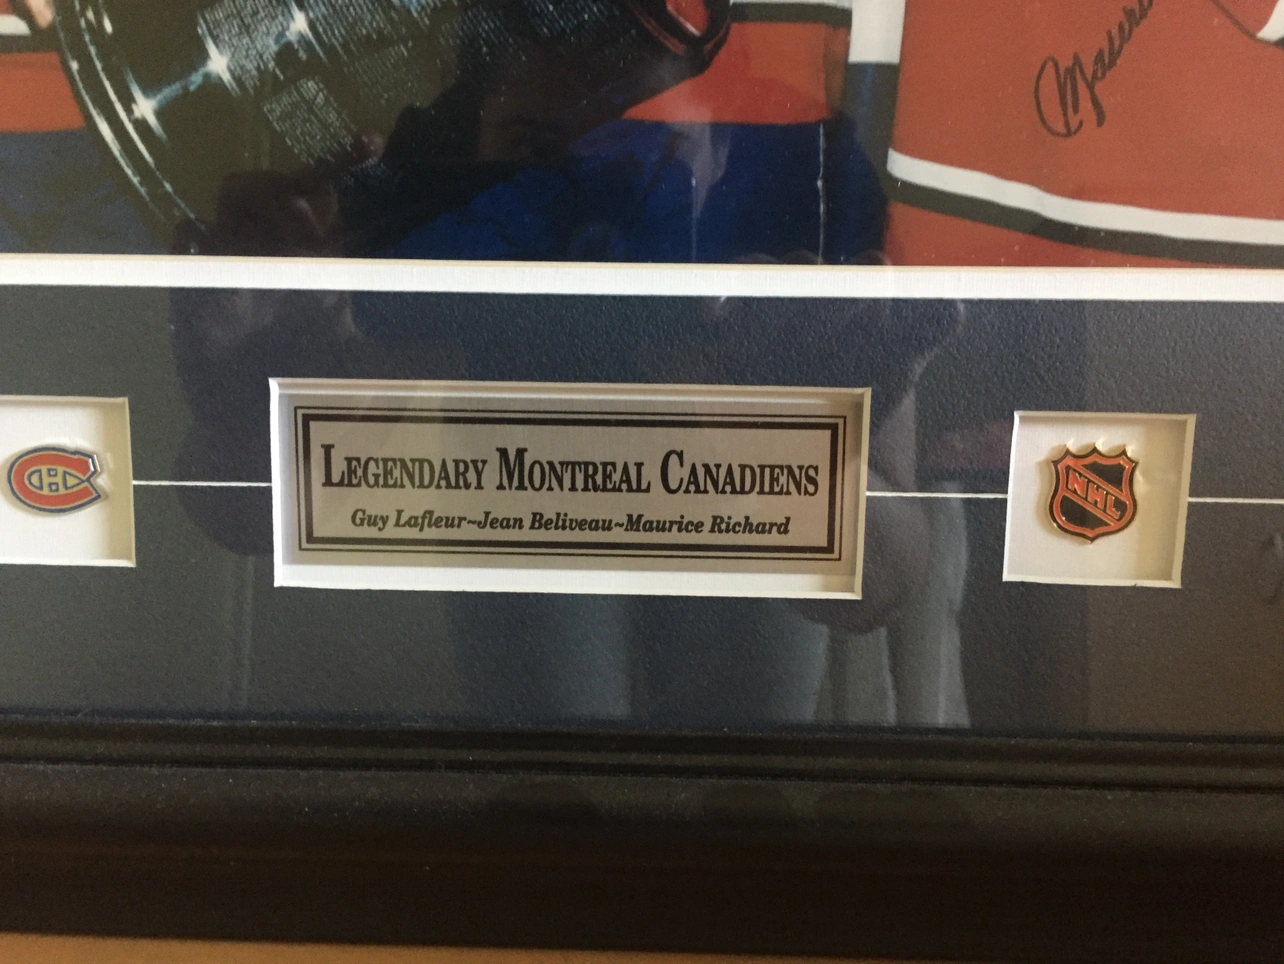 LEGENDARY MONTREAL CANADIENS
Guy Lafleur~Jean Beliveau~Maurice Richard
NHL